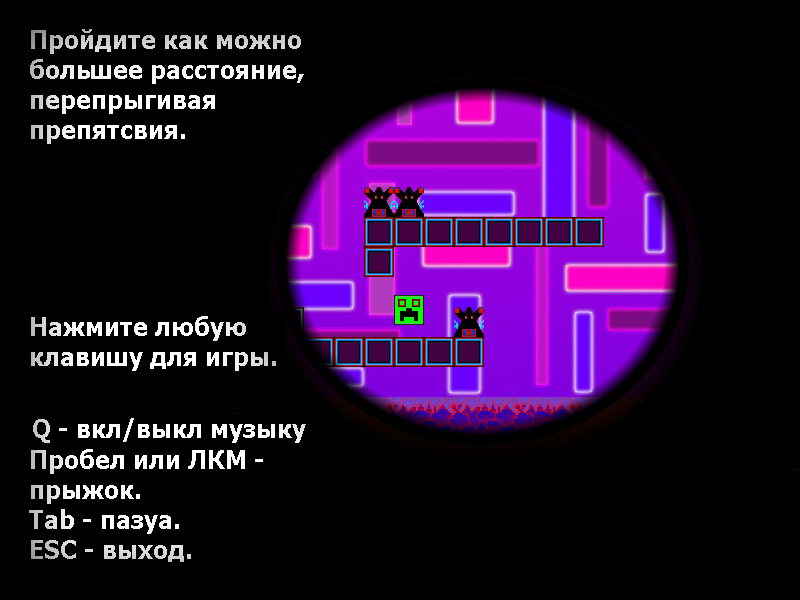 Пройдите как можно
большее расстояние,
перепрыгивая
препятсвия.
Нажмите любую
клавишу для игры.
Q - вкл/выкл музыку
Пробел или ЛКМ -
прыжок.
Tab - пазуа.
ESC - выход.